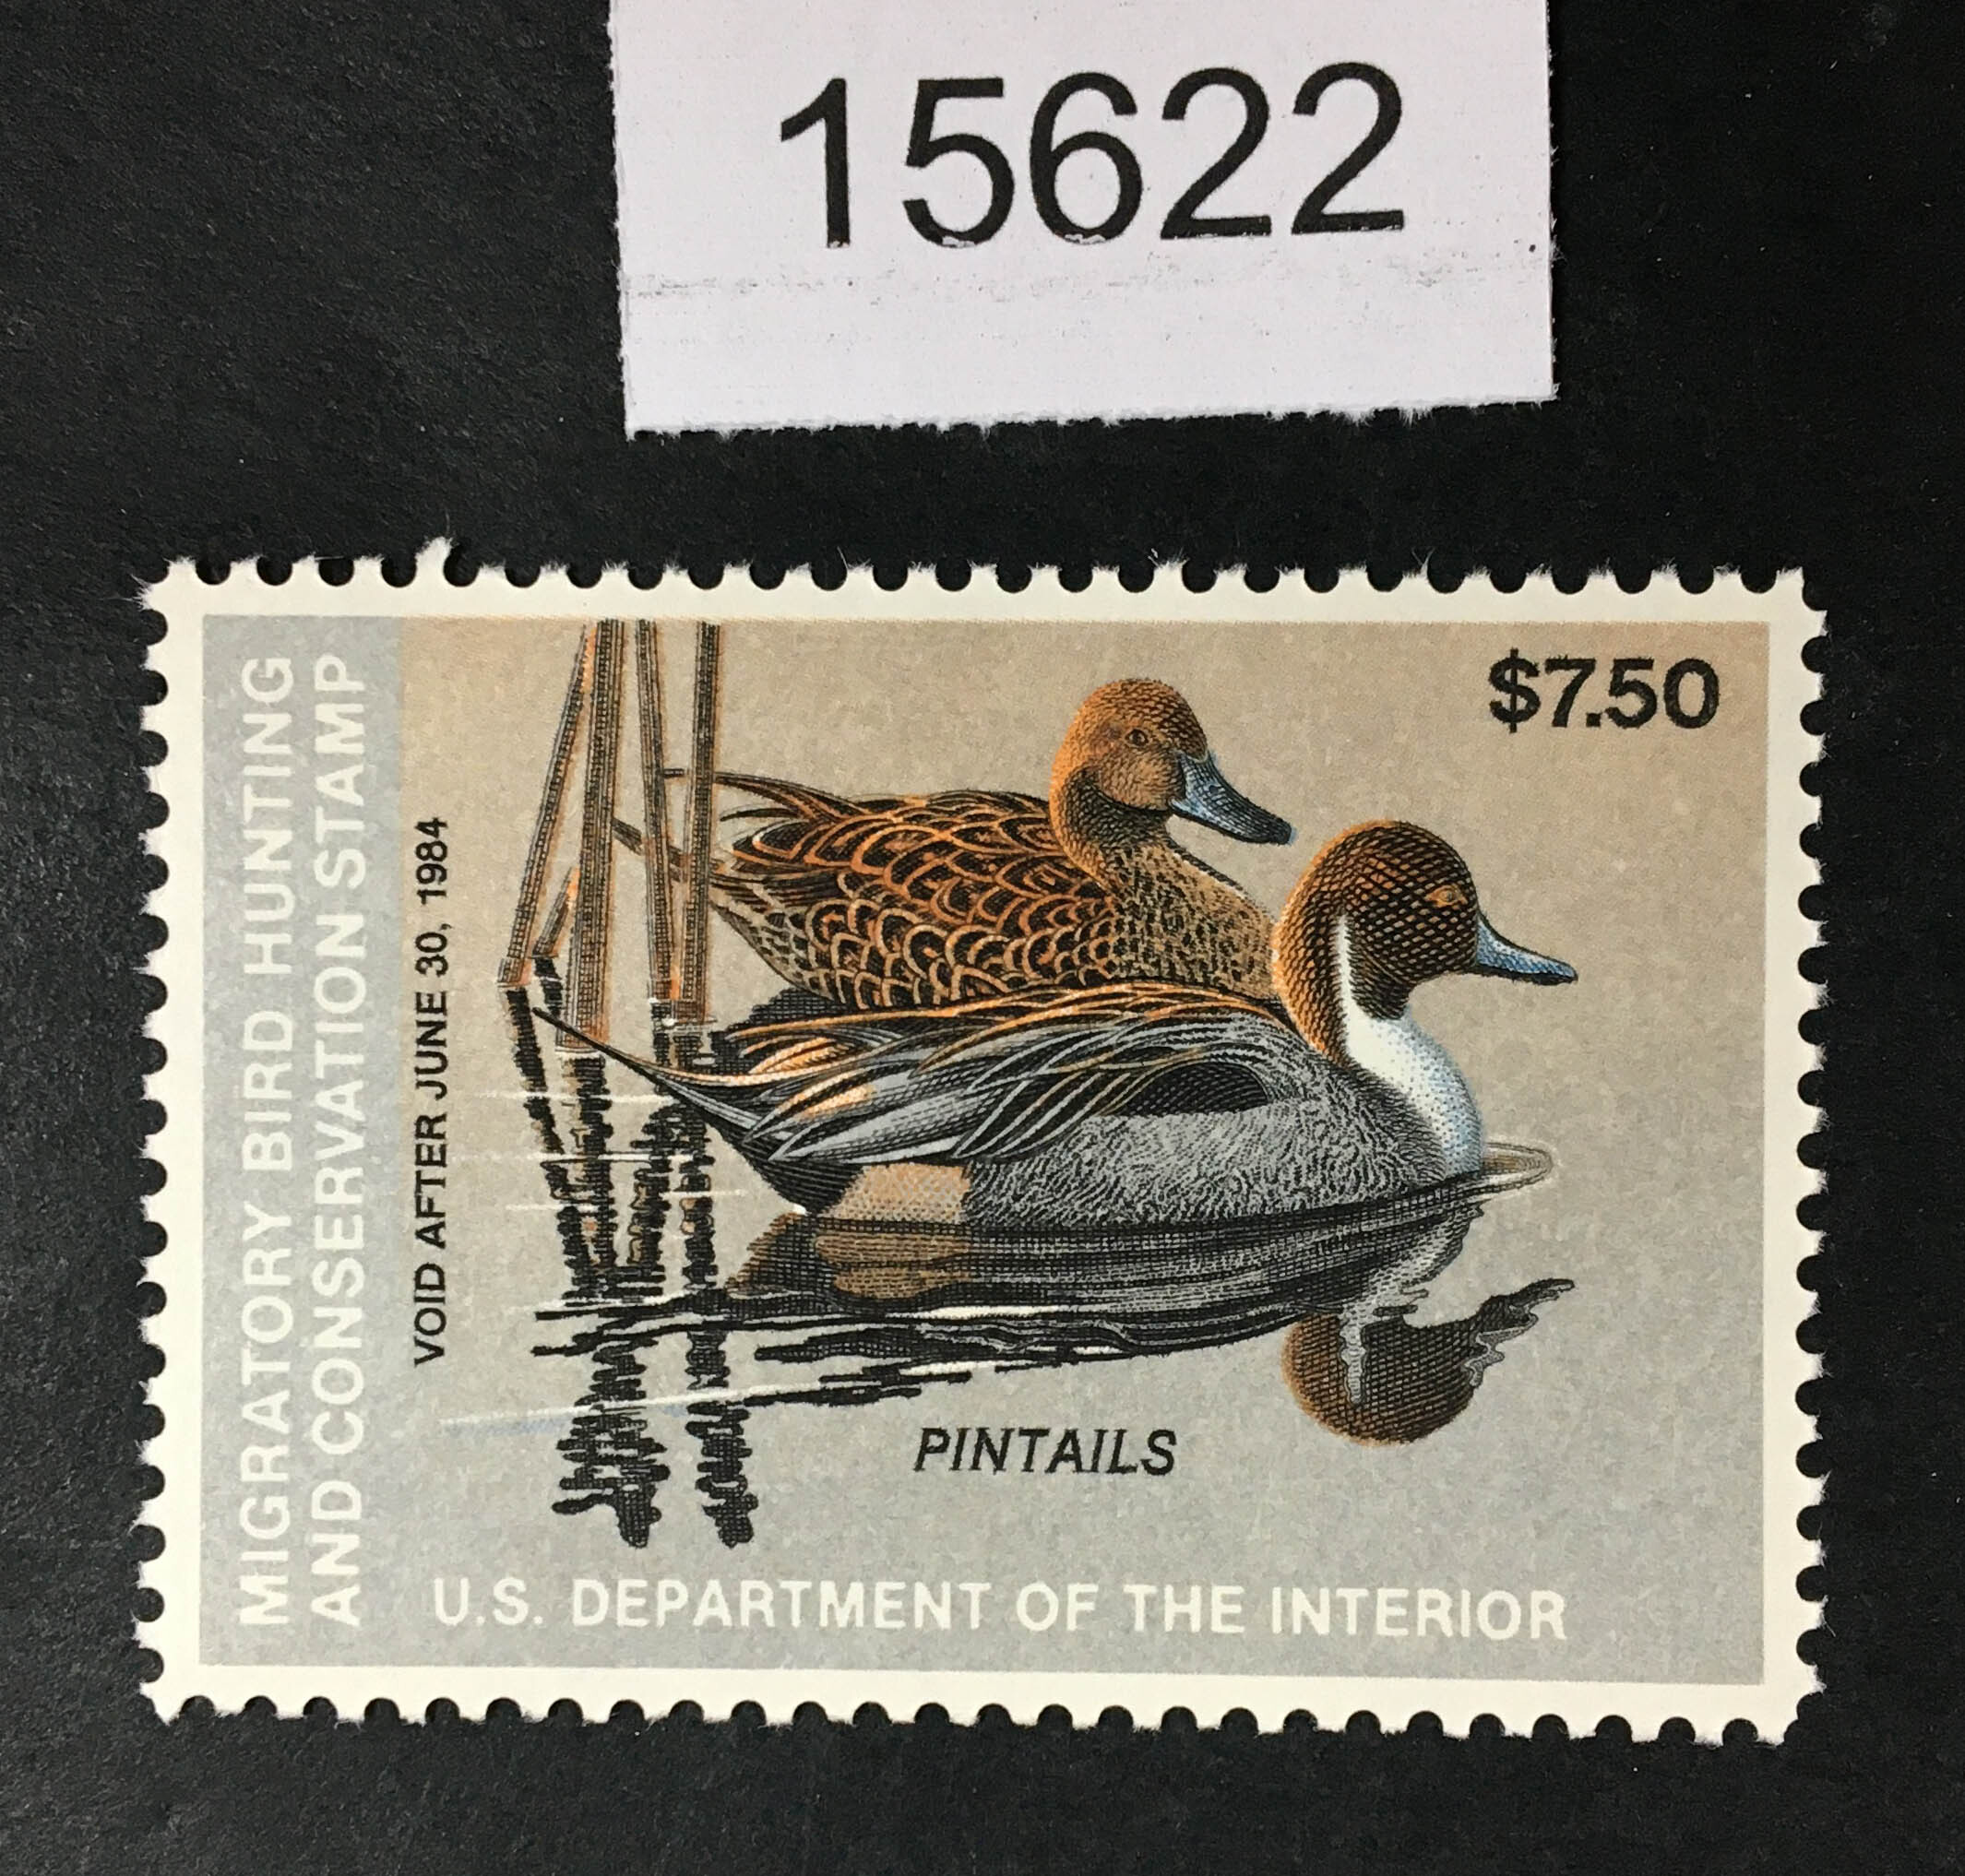 15622
$7.50
MIGRATORY BIRD HUNTING
AND CONSERVATION STAMP
VOID AFTER JUNE 30, 1984
PINTAILS
U.S. DEPARTMENT OF THE INTERIOR